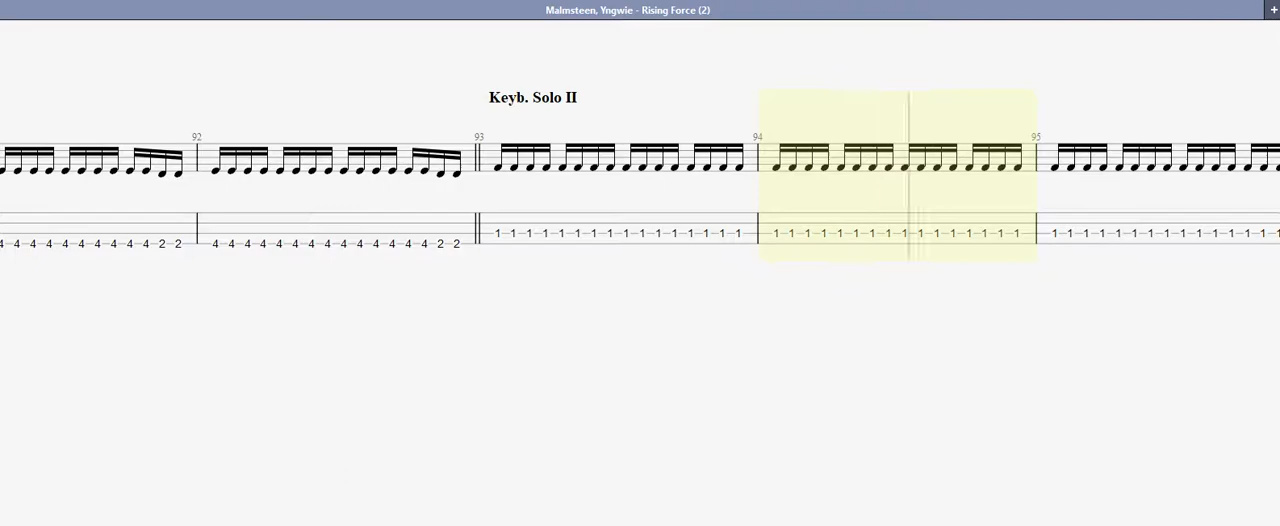 Malmsteen, Yngwie - Rising Force (2)
+
Keyb. Solo II
92 93 94 95
4 4 4 4 4 4 4 4 4 4 2 2 4 4 4 4 4 4 4 4 4 4 4 4 4 4 2 2 1 1 1 1 1 1 1 1 1 1 1 1 1 1 1 1 1 1 1 1 1 1 1 1 1 1 1 1 1 1 1 1 1 1 1 1 1 1 1 1 1 1 1 1 1 1 1